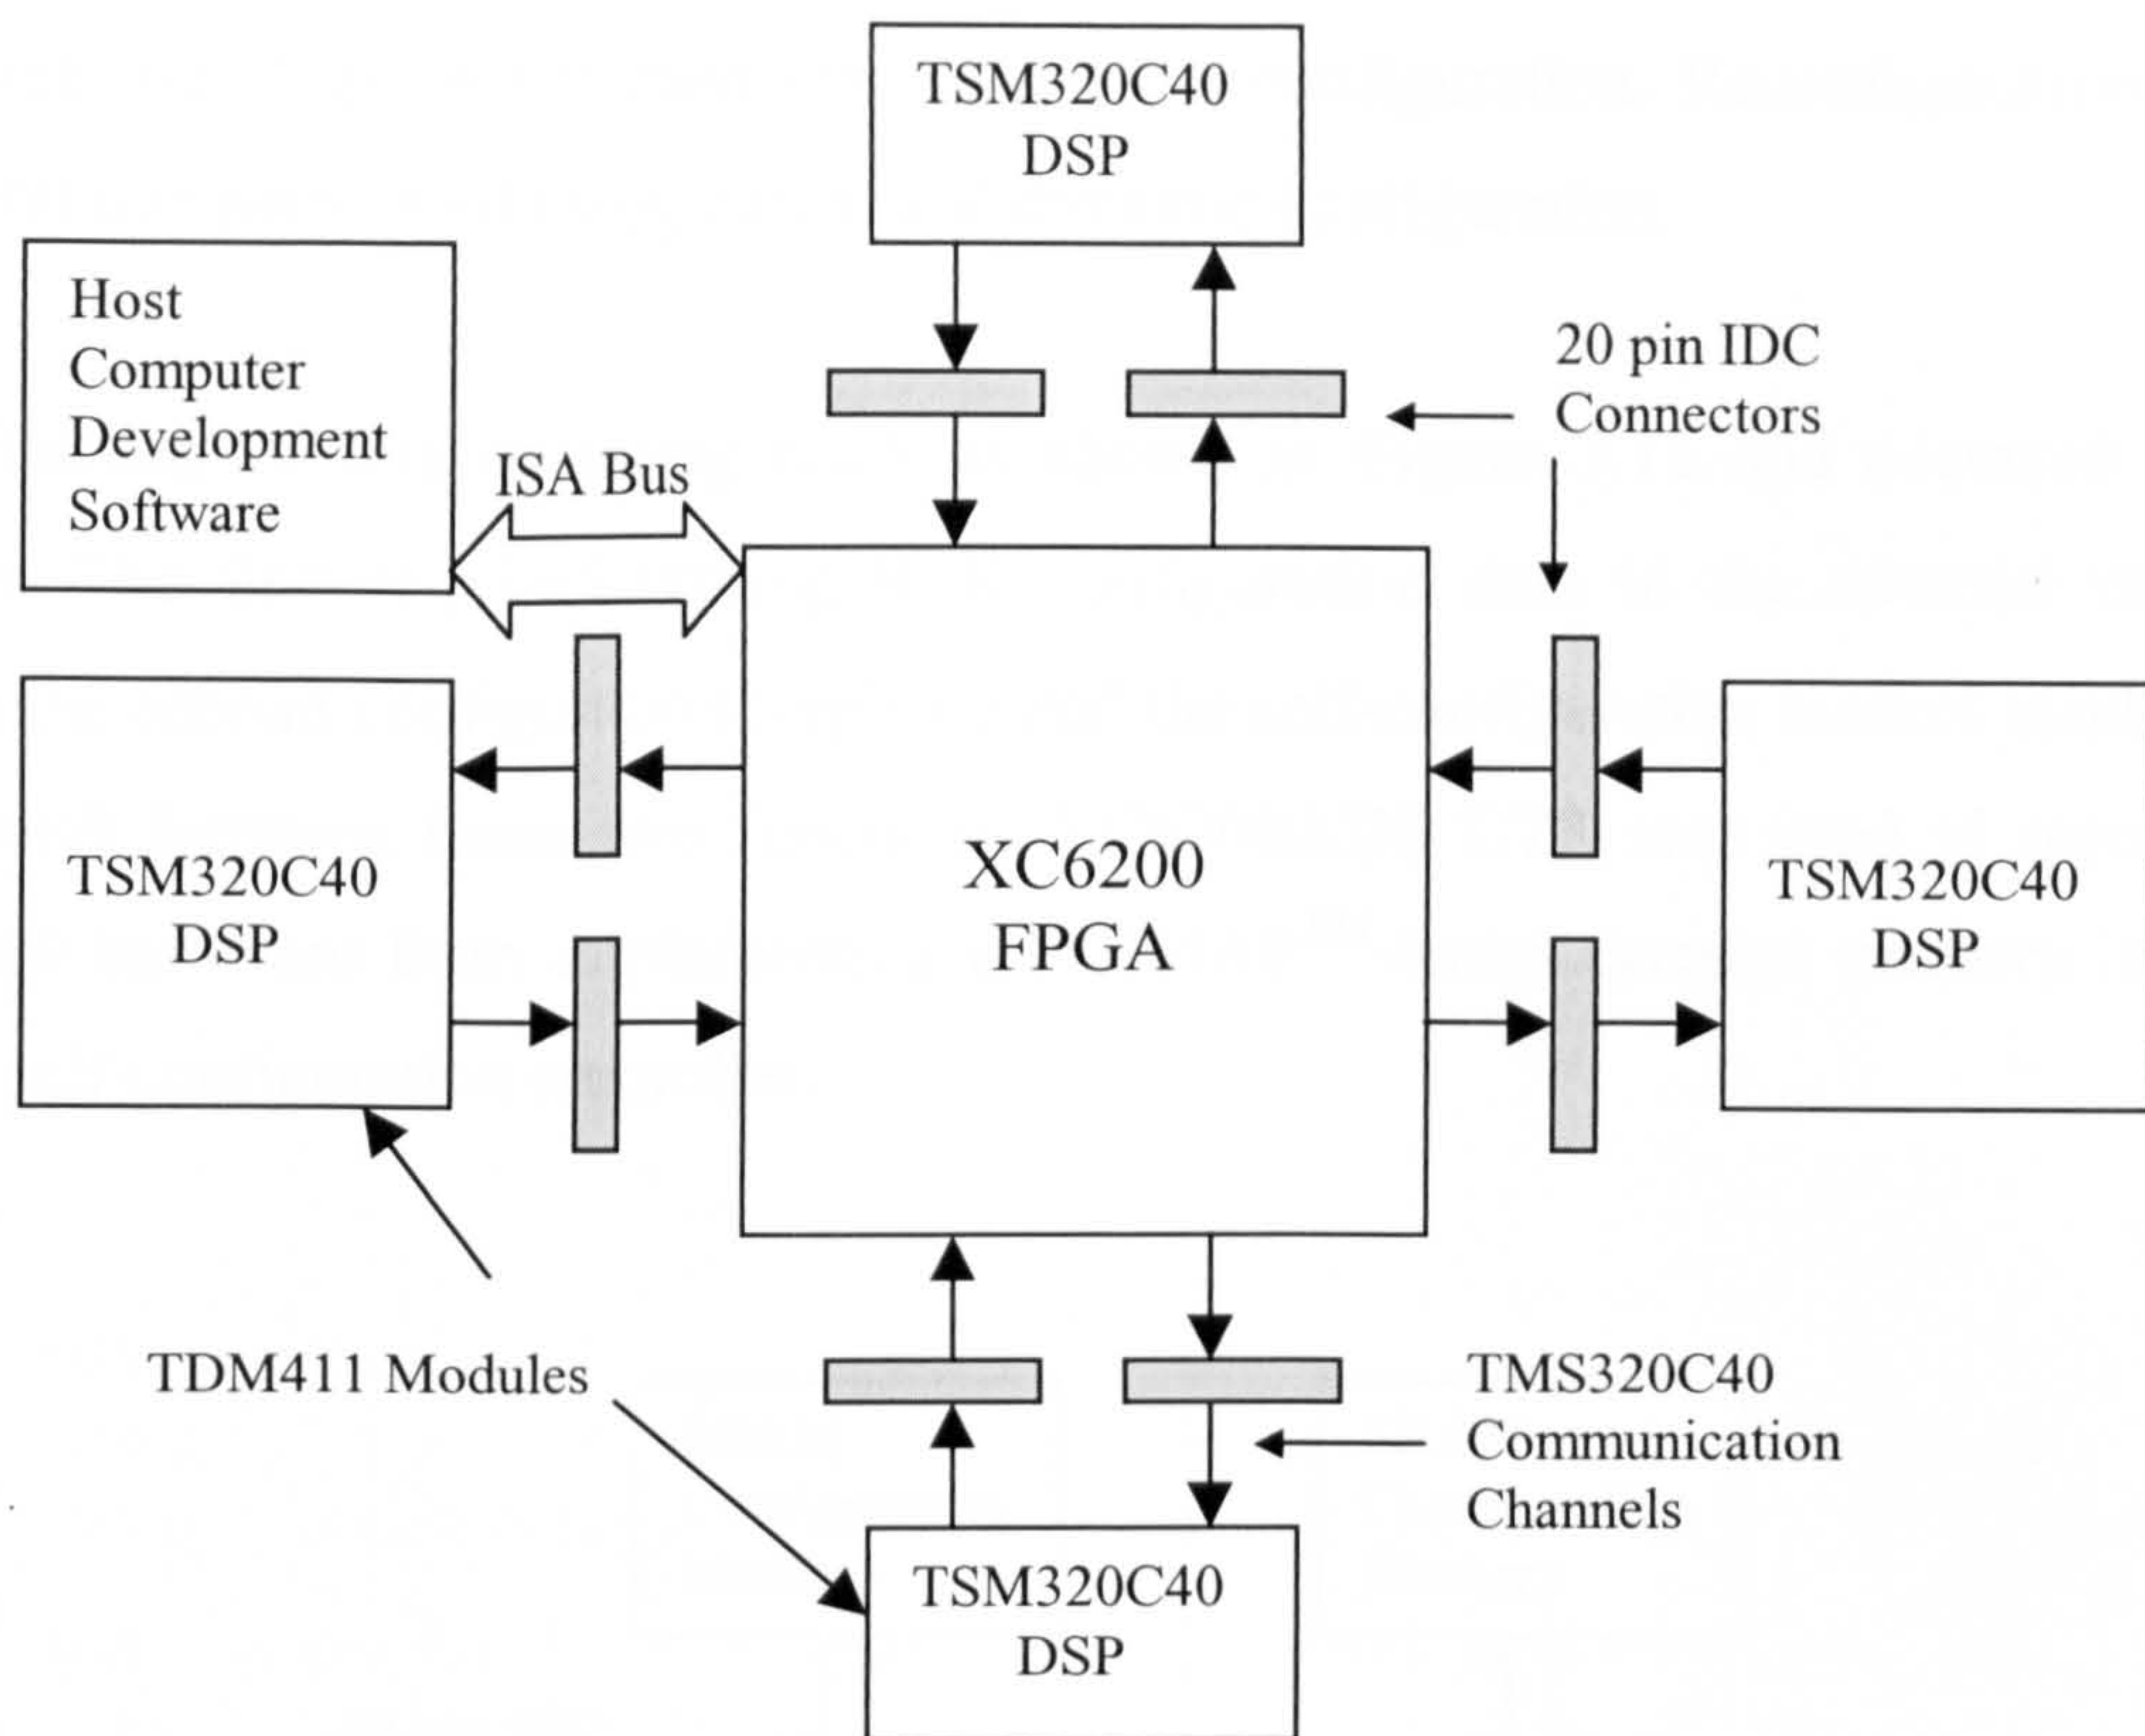 TSM320C40
DSP
Host
Computer
Development
Software
ISA Bus
20 pin IDC
Connectors
TSM320C40
DSP
XC6200
FPGA
TSM320C40
DSP
TDM411 Modules
TMS320C40
Communication
Channels
TSM320C40
DSP